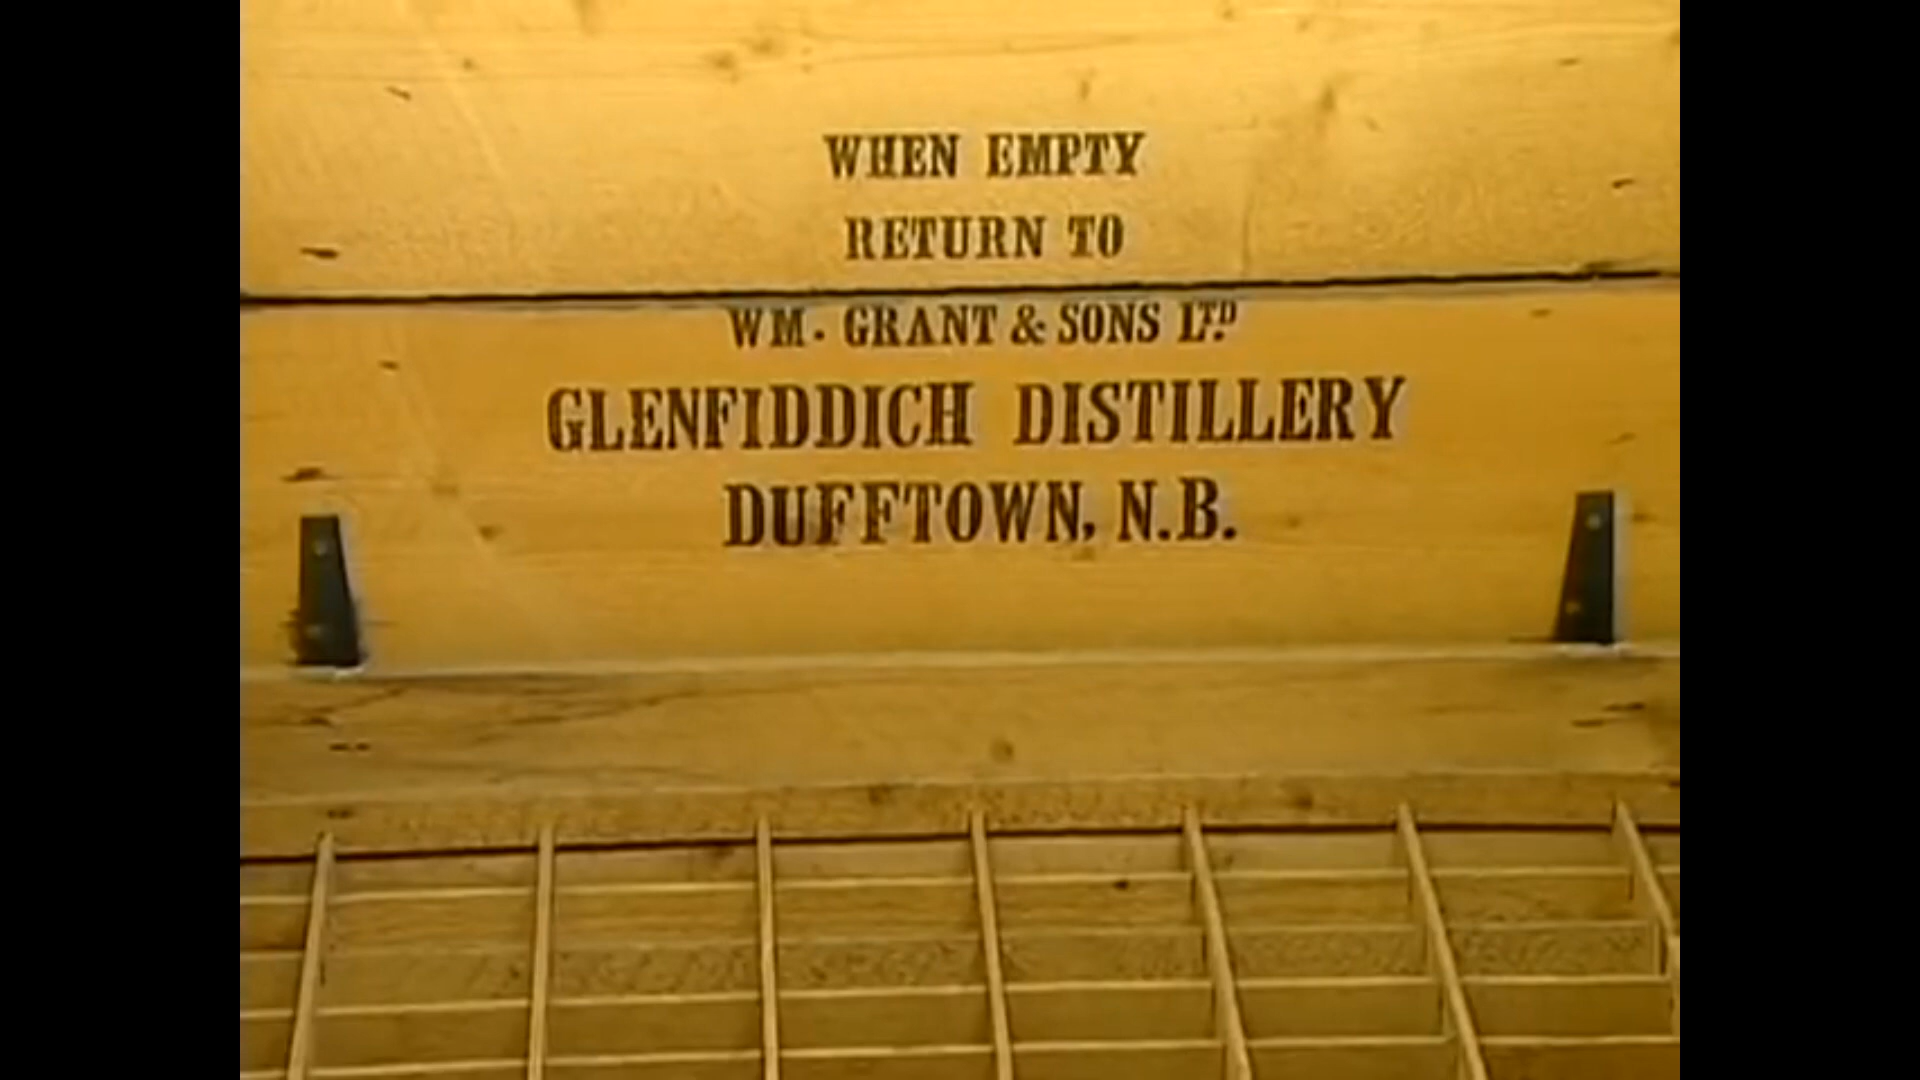 WHEN EMPTY
RETURN TO
WM. GRANT & SONS LTD.
GLENFIDDICH DISTILLERY
DUFFTOWN, N.B.